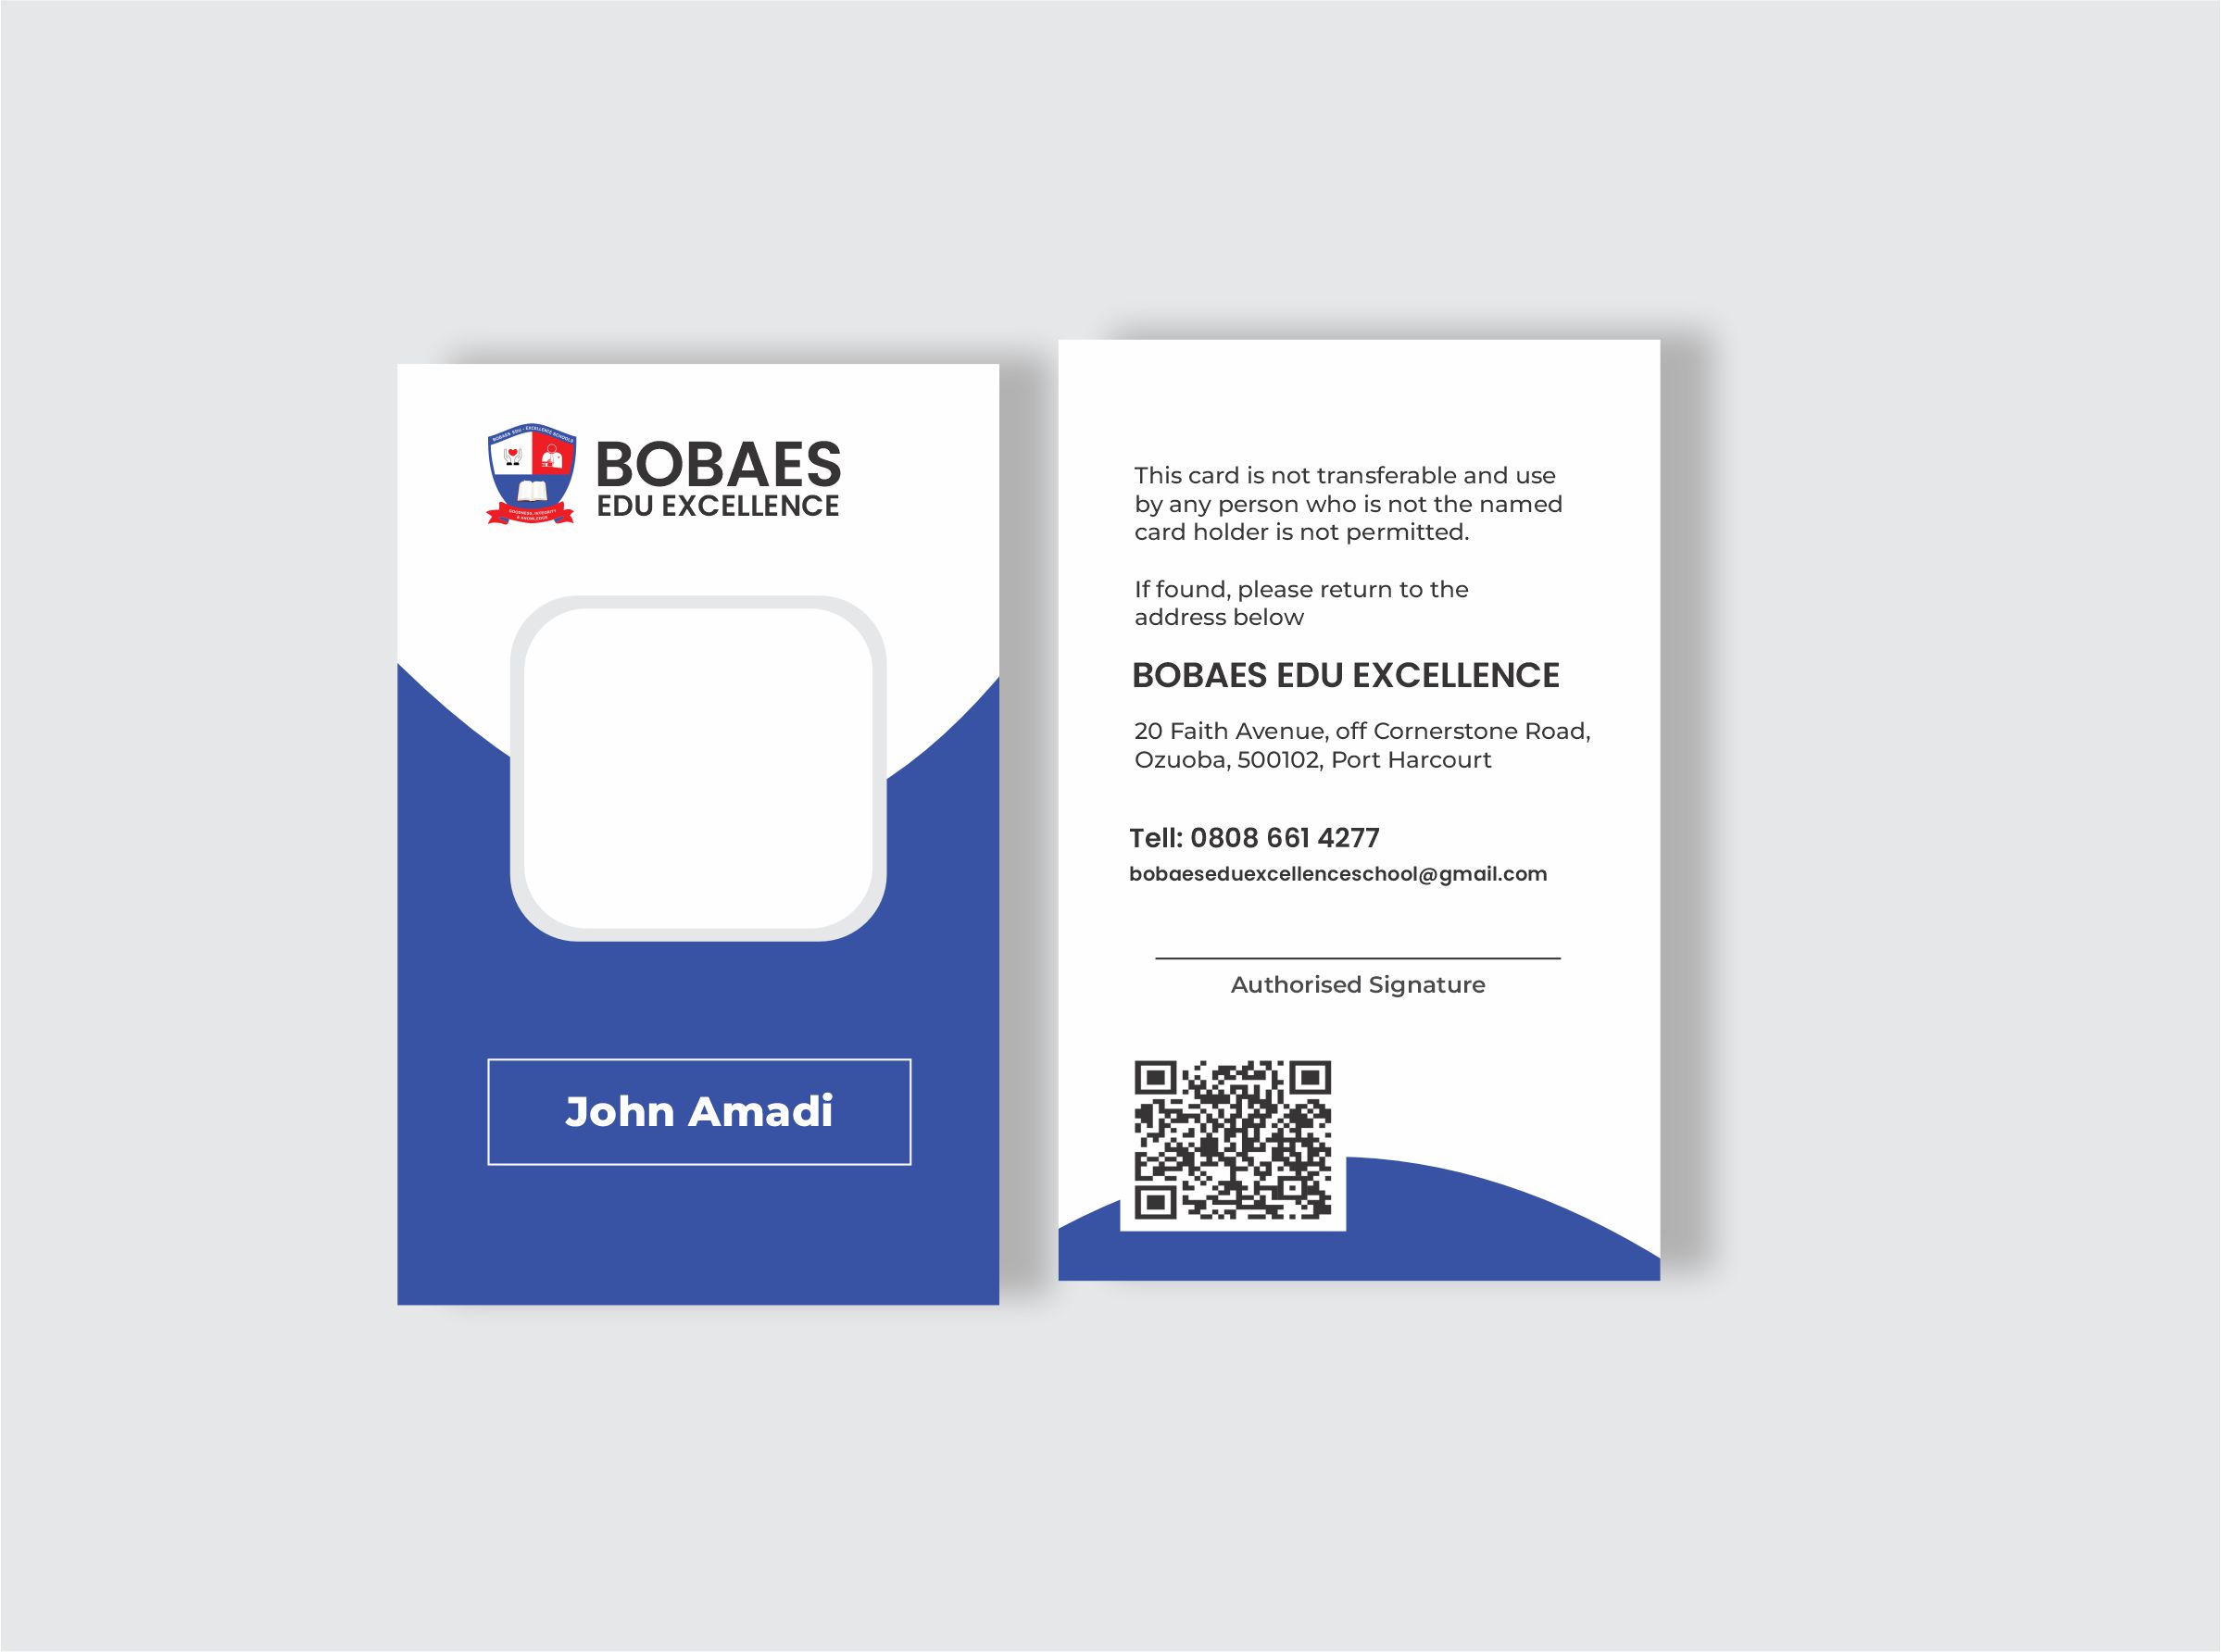 BOBAES EDU - EXCELLENCE SCHOOLS
GOODNESS, INTEGRITY
& KNOWLEDGE
BOBAES
EDU EXCELLENCE
John Amadi
This card is not transferable and use
by any person who is not the named
card holder is not permitted.
If found, please return to the
address below
BOBAES EDU EXCELLENCE
20 Faith Avenue, off Cornerstone Road,
Ozuoba, 500102, Port Harcourt
Tell: 0808 661 4277
bobaeseduexcellenceschool@gmail.com
Authorised Signature